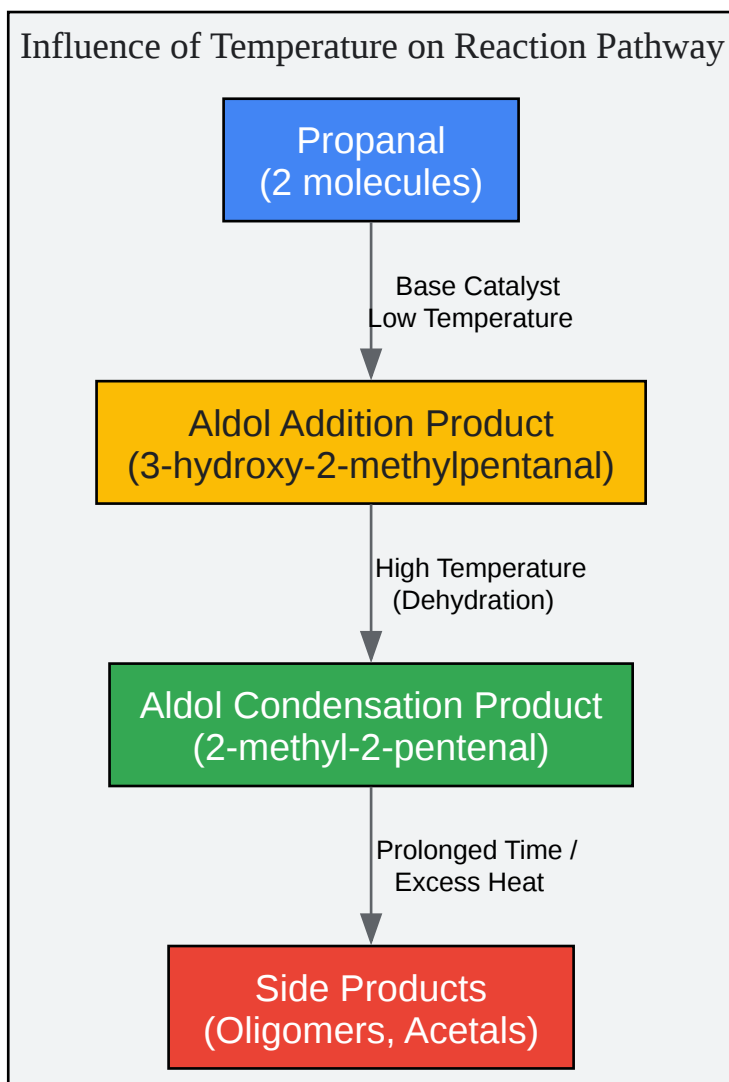 Influence of Temperature on Reaction Pathway
Propanal
(2 molecules)
Base Catalyst
Low Temperature
Aldol Addition Product
(3-hydroxy-2-methylpentanal)
High Temperature
(Dehydration)
Aldol Condensation Product
(2-methyl-2-pentenal)
Prolonged Time /
Excess Heat
Side Products
(Oligomers, Acetals)